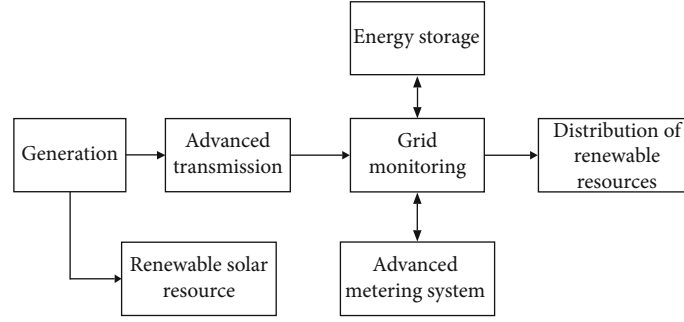 Energy storage
Generation
Advanced
transmission
Grid
monitoring
Distribution of
renewable
resources
Renewable solar
resource
Advanced
metering system